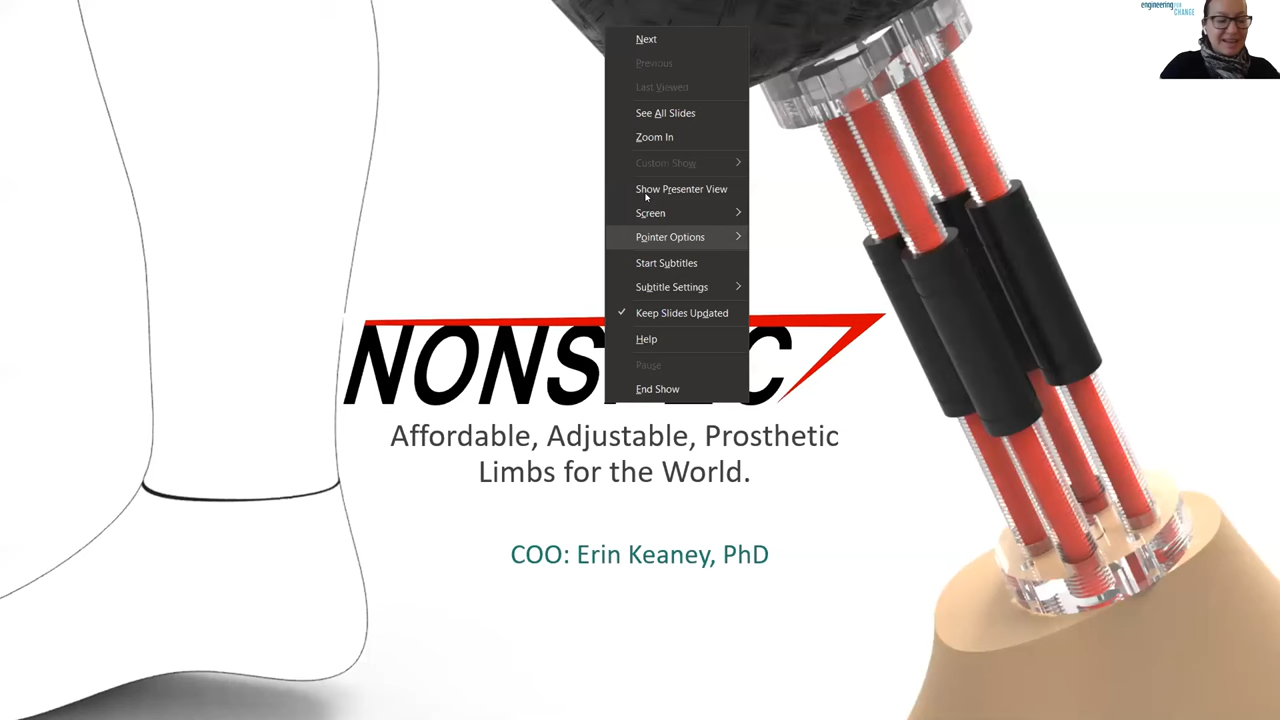 engineering FOR
CHANGE
Next
Previous
Last Viewed
See All Slides
Zoom In
Custom Show
Show Presenter View
Screen
Pointer Options
Start Subtitles
Subtitle Settings
Keep Slides Updated
Help
Pause
End Show
NONS C
Affordable, Adjustable, Prosthetic
Limbs for the World.
COO: Erin Keaney, PhD